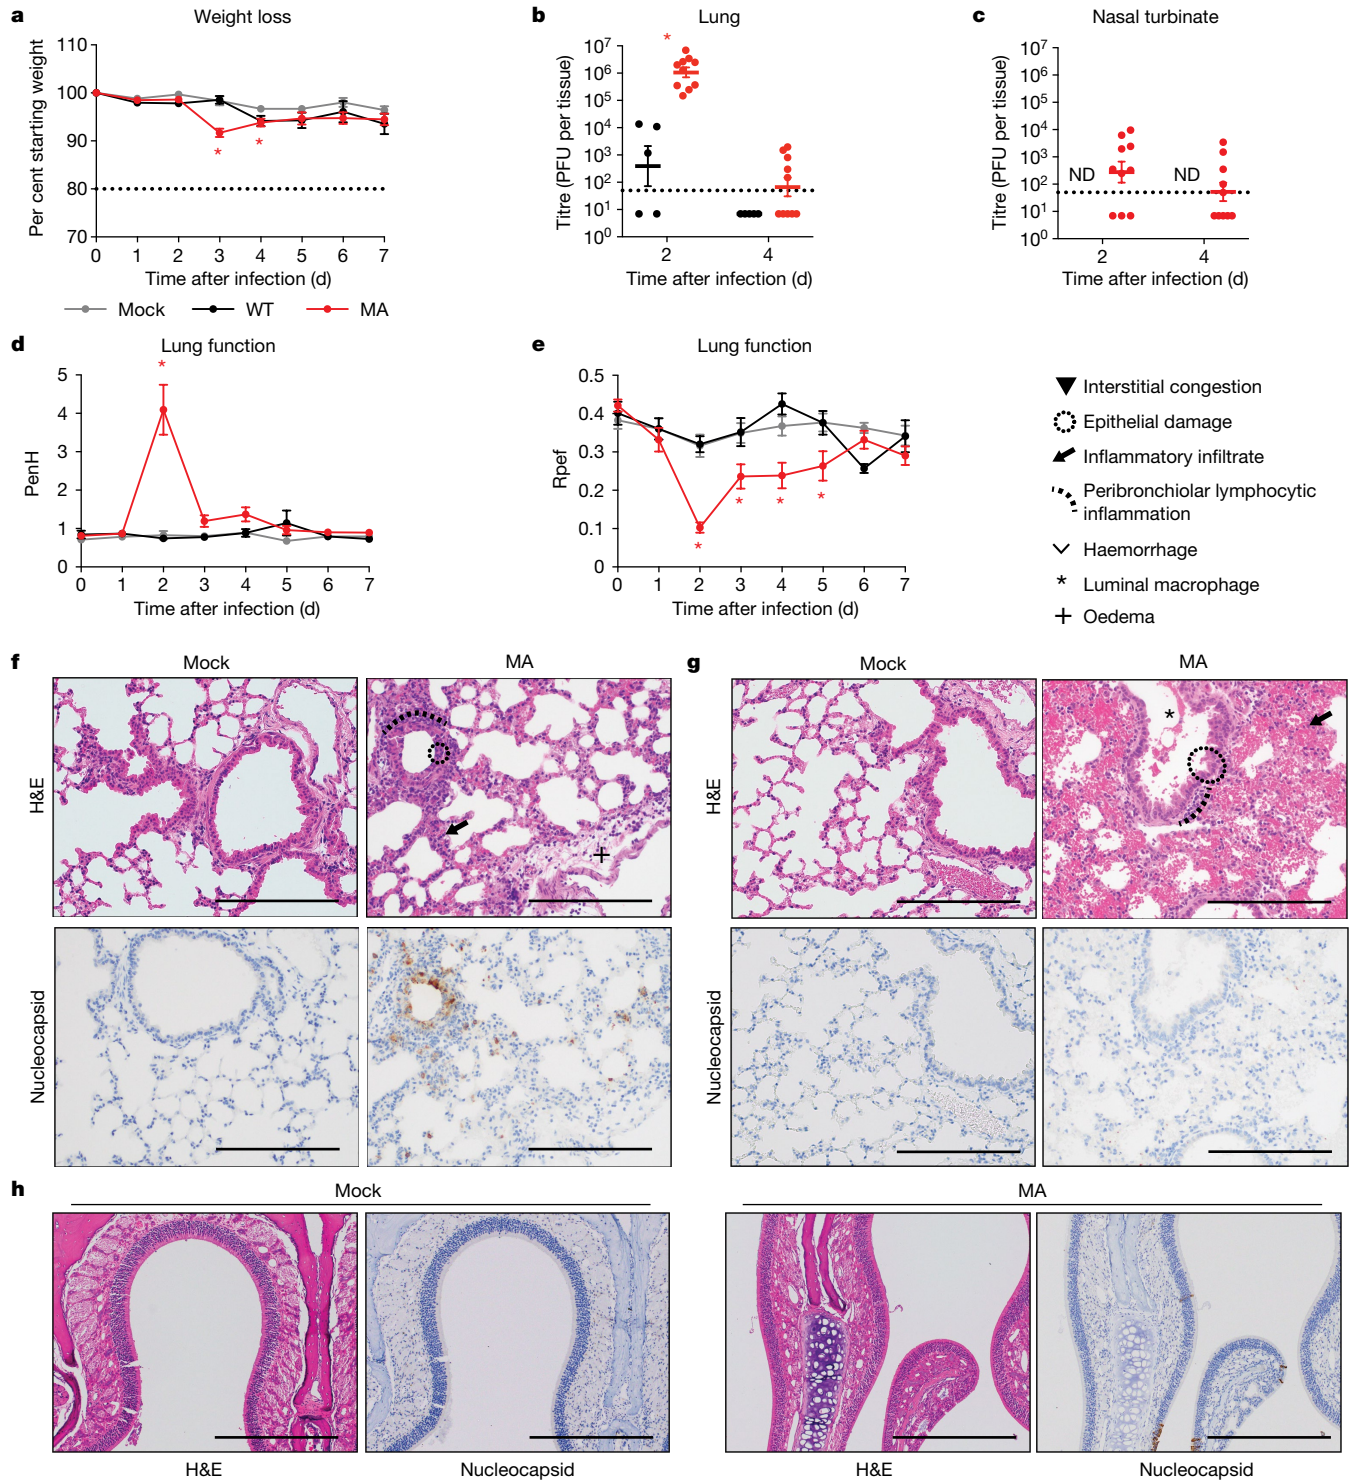 a
Weight loss
Per cent starting weight
110
100
90
80
70
*
*
0 1 2 3 4 5 6 7
Time after infection (d)
Mock WT MA
b
Lung
Titre (PFU per tissue)
10⁷
10⁶
10⁵
10⁴
10³
10²
10¹
10⁰
*
2 4
Time after infection (d)
c
Nasal turbinate
Titre (PFU per tissue)
10⁷
10⁶
10⁵
10⁴
10³
10²
10¹
10⁰
ND ND
2 4
Time after infection (d)
d
Lung function
PenH
5
4
3
2
1
0
*
0 1 2 3 4 5 6 7
Time after infection (d)
e
Lung function
Rpef
0.5
0.4
0.3
0.2
0.1
0
*
*
*
*
0 1 2 3 4 5 6 7
Time after infection (d)
Interstitial congestion
Epithelial damage
Inflammatory infiltrate
Peribronchiolar lymphocytic
inflammation
Haemorrhage
* Luminal macrophage
+ Oedema
f
Mock MA
H&E
+
Nucleocapsid
g
Mock MA
H&E
*
Nucleocapsid
h
Mock MA
H&E Nucleocapsid H&E Nucleocapsid